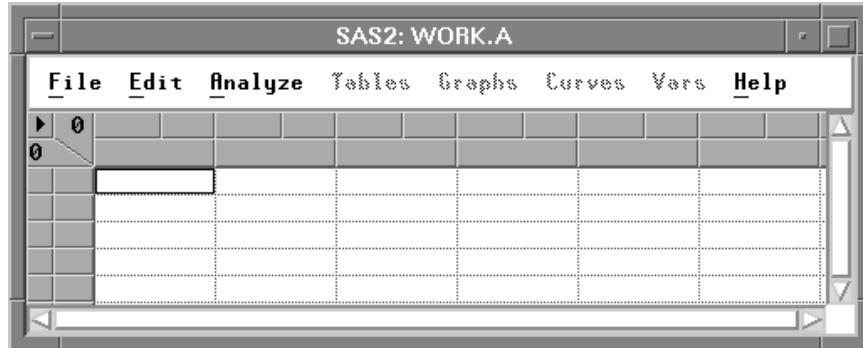 SAS2: WORK.A
File Edit Analyze Tables Graphs Curves Vars Help
0
0